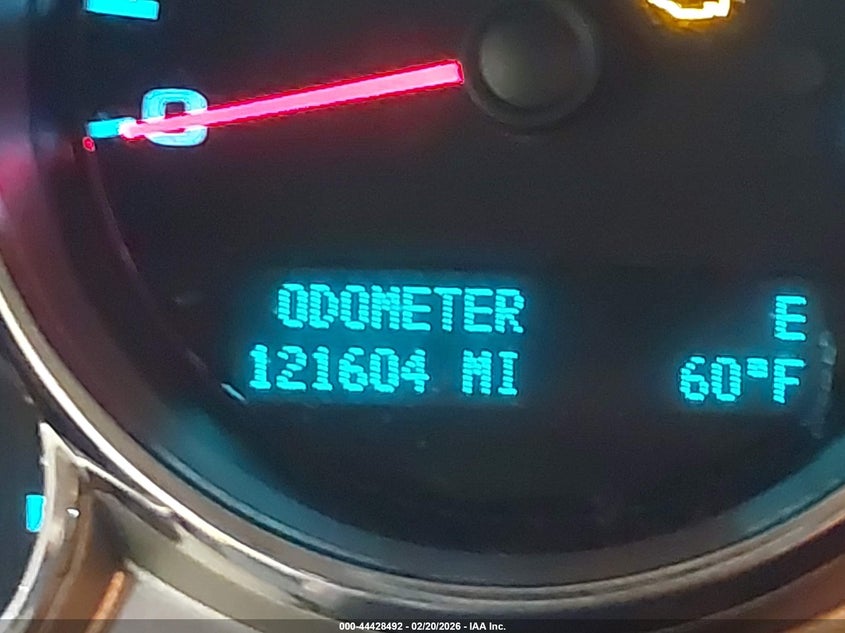 0
ODOMETER E
121604 MI 60°F
000-44428492 - 02/20/2026 - IAA Inc.